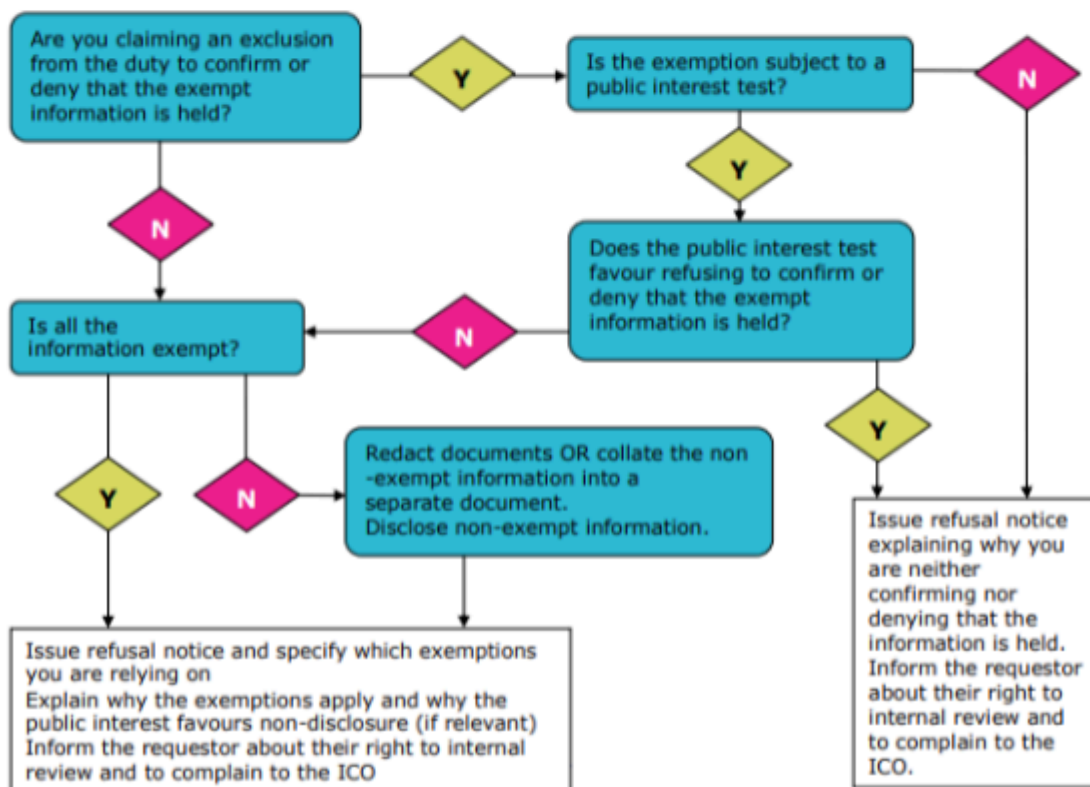 Are you claiming an exclusion
from the duty to confirm or
deny that the exempt
information is held?
Y
Is the exemption subject to a
public interest test?
N
Y
N
Does the public interest test
favour refusing to confirm or
deny that the exempt
information is held?
N
Is all the
information exempt?
Y
Y
N
Redact documents OR collate the non
-exempt information into a
separate document.
Disclose non-exempt information.
Issue refusal notice
explaining why you
are neither
confirming nor
denying that the
information is held.
Inform the requestor
about their right to
internal review and
to complain to the
ICO.
Issue refusal notice and specify which exemptions
you are relying on
Explain why the exemptions apply and why the
public interest favours non-disclosure (if relevant)
Inform the requestor about their right to internal
review and to complain to the ICO